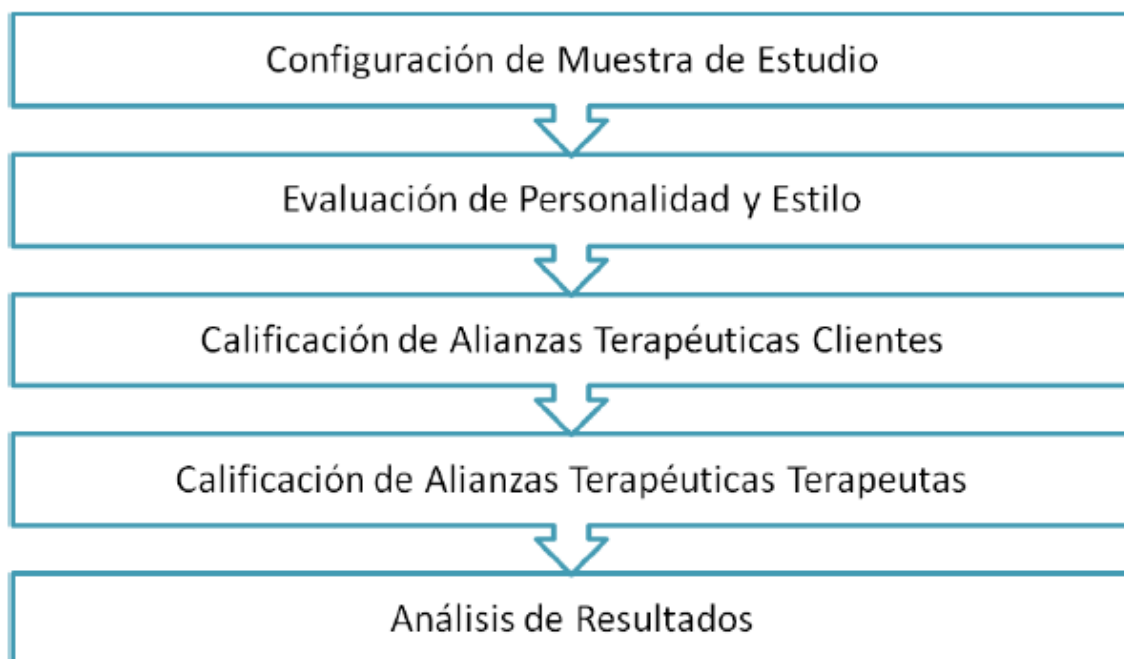 Configuración de Muestra de Estudio
Evaluación de Personalidad y Estilo
Calificación de Alianzas Terapéuticas Clientes
Calificación de Alianzas Terapéuticas Terapeutas
Análisis de Resultados